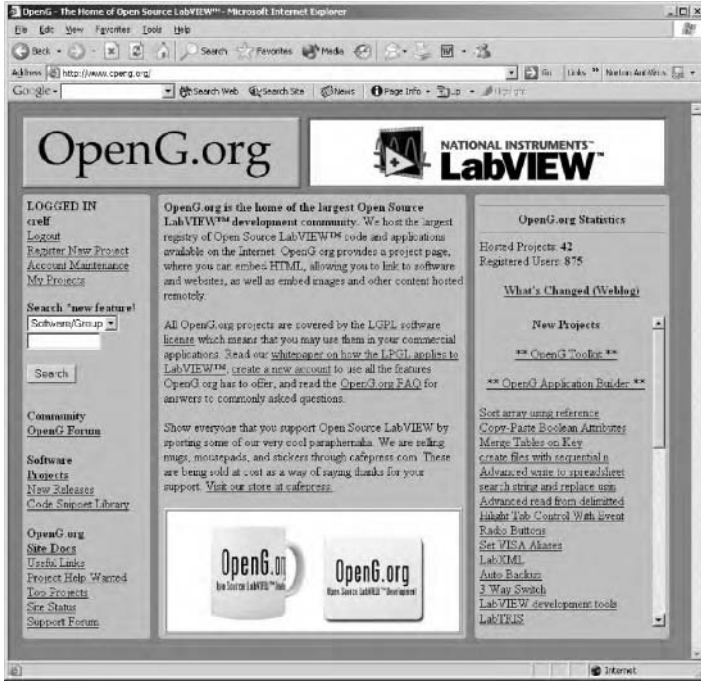 OpenG - The Home of Open Source LabVIEW™ - Microsoft Internet Explorer
File Edit View Favorites Tools Help
Back Search Favorites Media
Address http://www.openg.org/ Go Links Norton AntiVirus
Google Search Web Search Site News Page Info Up Highlight
OpenG.org
NATIONAL INSTRUMENTS™
LabVIEW™
LOGGED IN
crelf
Logout
Register New Project
Account Maintenance
My Projects
Search *new feature!
Software/Group
Search
Community
OpenG Forum
Software
Projects
New Releases
Code Snippet Library
OpenG.org
Site Docs
Useful Links
Project Help Wanted
Top Projects
Site Status
Support Forum
OpenG.org is the home of the largest Open Source
LabVIEW™ development community. We host the largest
registry of Open Source LabVIEW™ code and applications
available on the Internet. OpenG.org provides a project page,
where you can embed HTML, allowing you to link to software
and websites, as well as embed images and other content hosted
remotely.
All OpenG.org projects are covered by the LGPL software
license which means that you may use them in your commercial
applications. Read our whitepaper on how the LPGL applies to
LabVIEW™, create a new account to use all the features
OpenG.org has to offer, and read the OpenG.org FAQ for
answers to commonly asked questions.
Show everyone that you support Open Source LabVIEW by
sporting some of our very cool paraphernalia. We are selling
mugs, mousepads, and stickers through cafepress.com. These
are being sold at cost as a way of saying thanks for your
support. Visit our store at cafepress.
OpenG.or
OpenG.org
Open Source LabVIEW™ Development
OpenG.org Statistics
Hosted Projects: 42
Registered Users: 875
What's Changed (Weblog)
New Projects
** OpenG Toolkit **
** OpenG Application Builder **
Sort array using reference
Copy-Paste Boolean Attributes
Merge Tables on Key
create files with sequential n
Advanced write to spreadsheet
search string and replace usin
Advanced read from delimitted
Hilight Tab Control With Event
Radio Buttons
Set VISA Aliases
LabXML
Auto Backup
3 Way Switch
LabVIEW development tools
LabTRIS
Internet